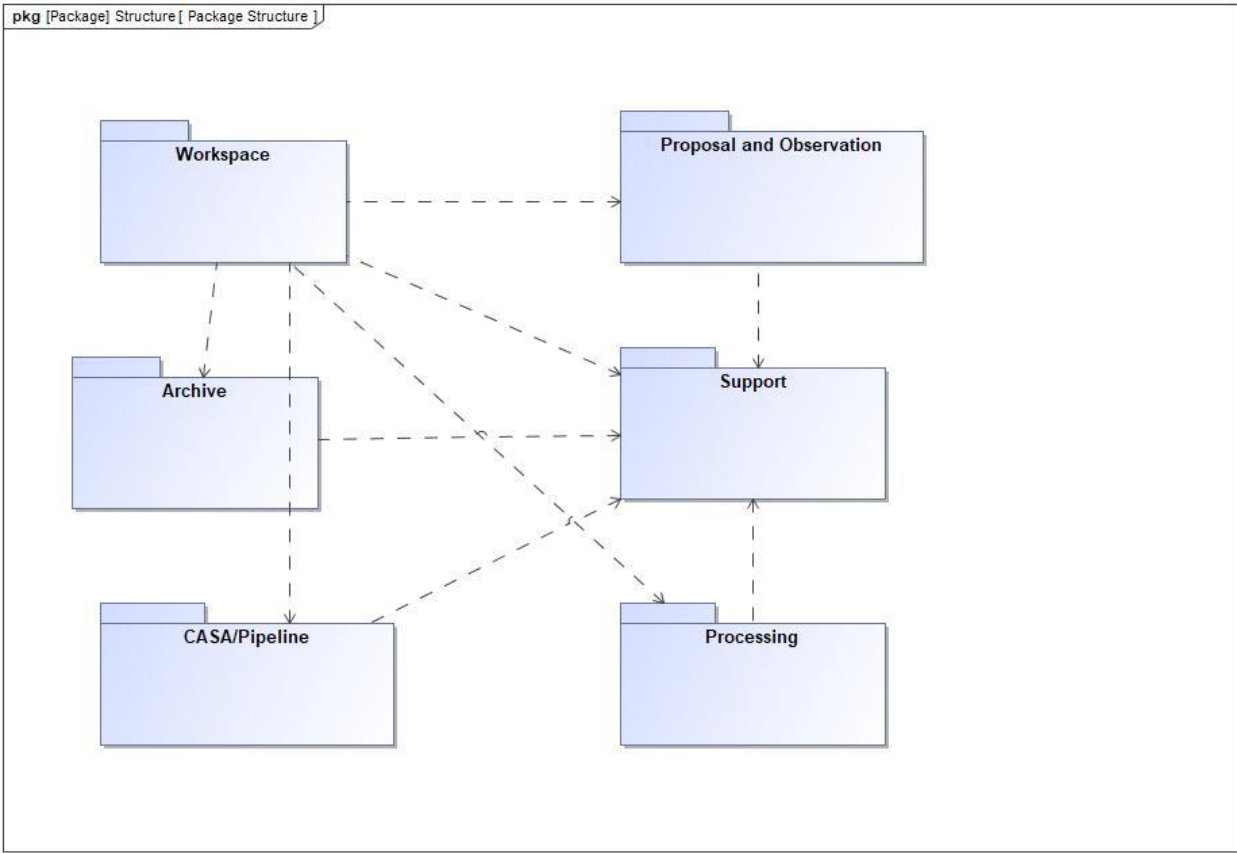 pkg [Package] Structure [ Package Structure ]
Workspace
Proposal and Observation
Archive
Support
CASA/Pipeline
Processing